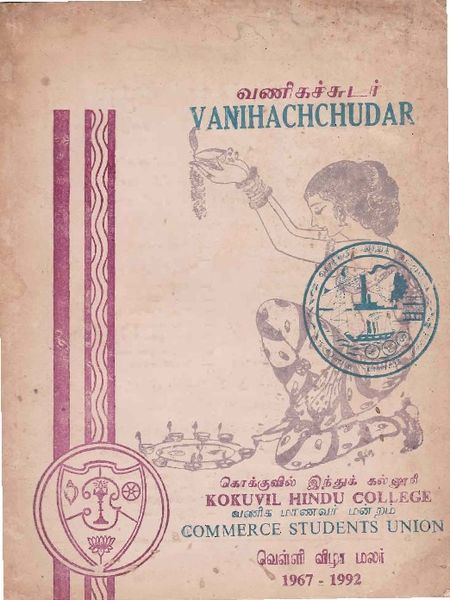 வணிகச்சுடர்
VANIHACHCHUDAR
கொக்குவில் இந்துக் கல்லூரி
KOKUVIL HINDU COLLEGE
வணிக மாணவர் மன்றம்
COMMERCE STUDENTS UNION
வெள்ளி விழா மலர்
1967 - 1992